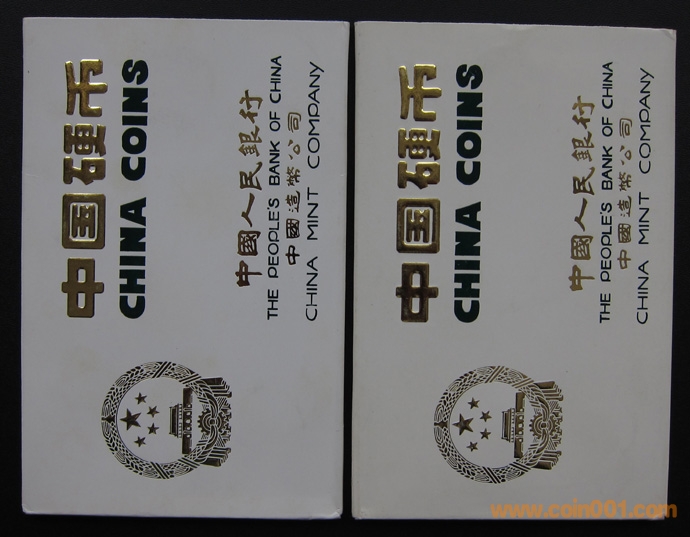 中国硬币
CHINA COINS
中國人民銀行
THE PEOPLE'S BANK OF CHINA
中國造幣公司
CHINA MINT COMPANY
中国硬币
CHINA COINS
中國人民銀行
THE PEOPLE'S BANK OF CHINA
中國造幣公司
CHINA MINT COMPANY
www.coin001.com